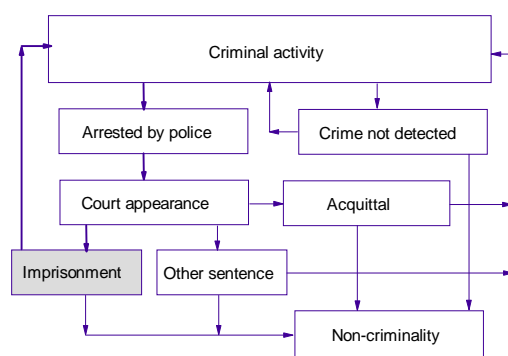 Criminal activity
Arrested by police
Crime not detected
Court appearance
Acquittal
Imprisonment
Other sentence
Non-criminality